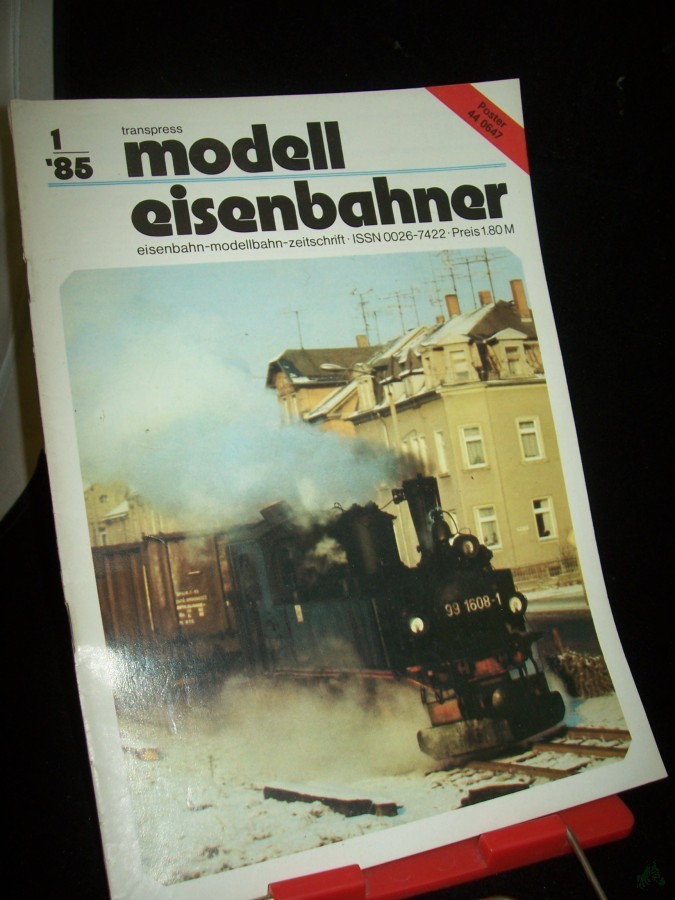 1
'85
transpress
modell
eisenbahner
eisenbahn-modellbahn-zeitschrift · ISSN 0026-7422 · Preis 1.80 M
Poster
44 0647
99 1608-1